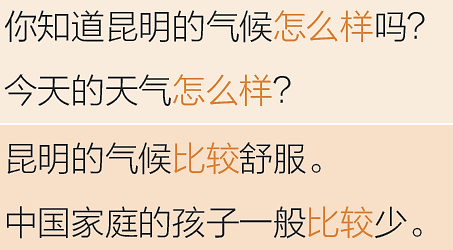 你知道昆明的气候怎么样吗？
今天的天气怎么样？
昆明的气候比较舒服。
中国家庭的孩子一般比较少。